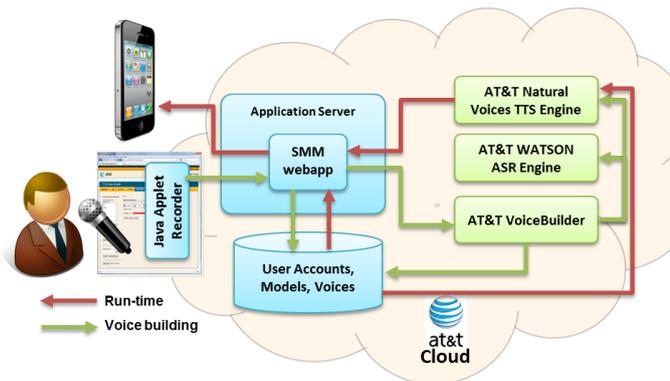 Application Server
SMM
webapp
Java Applet
Recorder
AT&T Natural
Voices TTS Engine
AT&T WATSON
ASR Engine
AT&T VoiceBuilder
User Accounts,
Models, Voices
Run-time
Voice building
at&t
Cloud